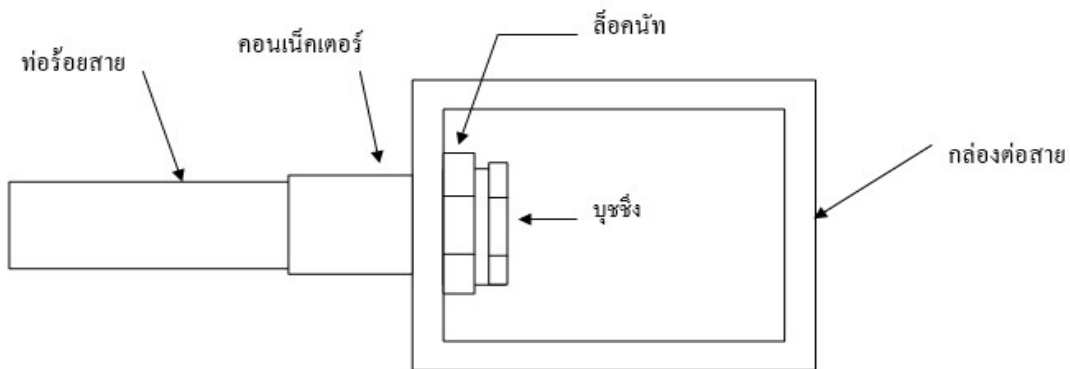 ล็อคนัท
คอนเน็คเตอร์
ท่อร้อยสาย
กล่องต่อสาย
บุชชิ่ง